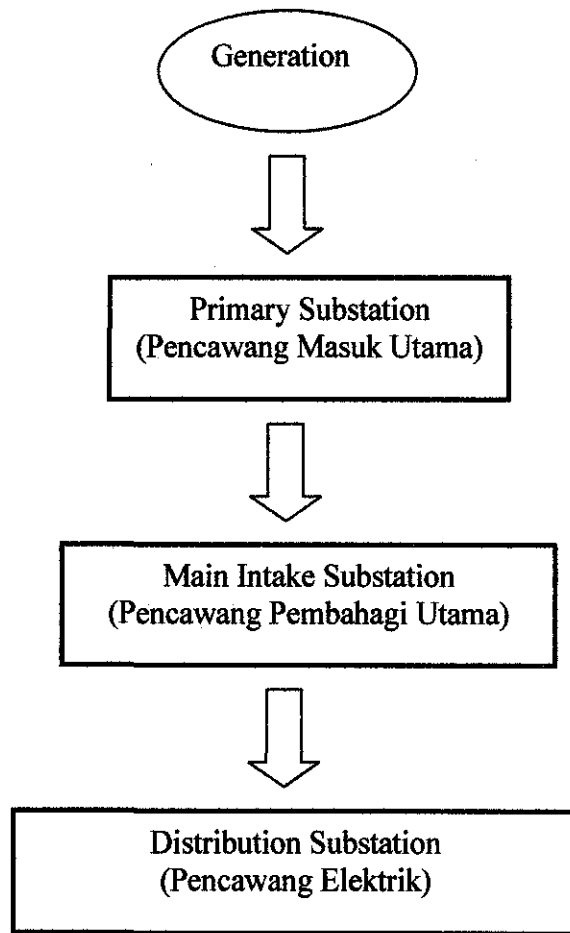 Generation
Primary Substation
(Pencawang Masuk Utama)
Main Intake Substation
(Pencawang Pembahagi Utama)
Distribution Substation
(Pencawang Elektrik)